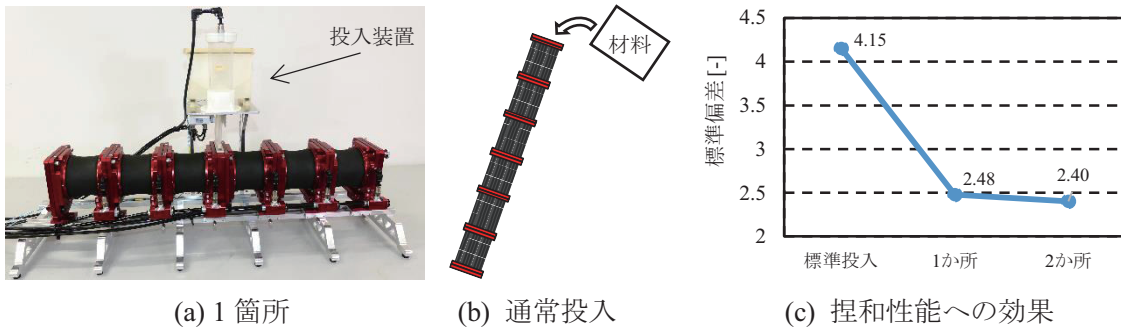 投入装置
材料
標準偏差 [-]
4.5
4
3.5
3
2.5
2
4.15
2.48
2.40
標準投入
1か所
2か所
(a) 1 箇所
(b) 通常投入
(c) 捏和性能への効果